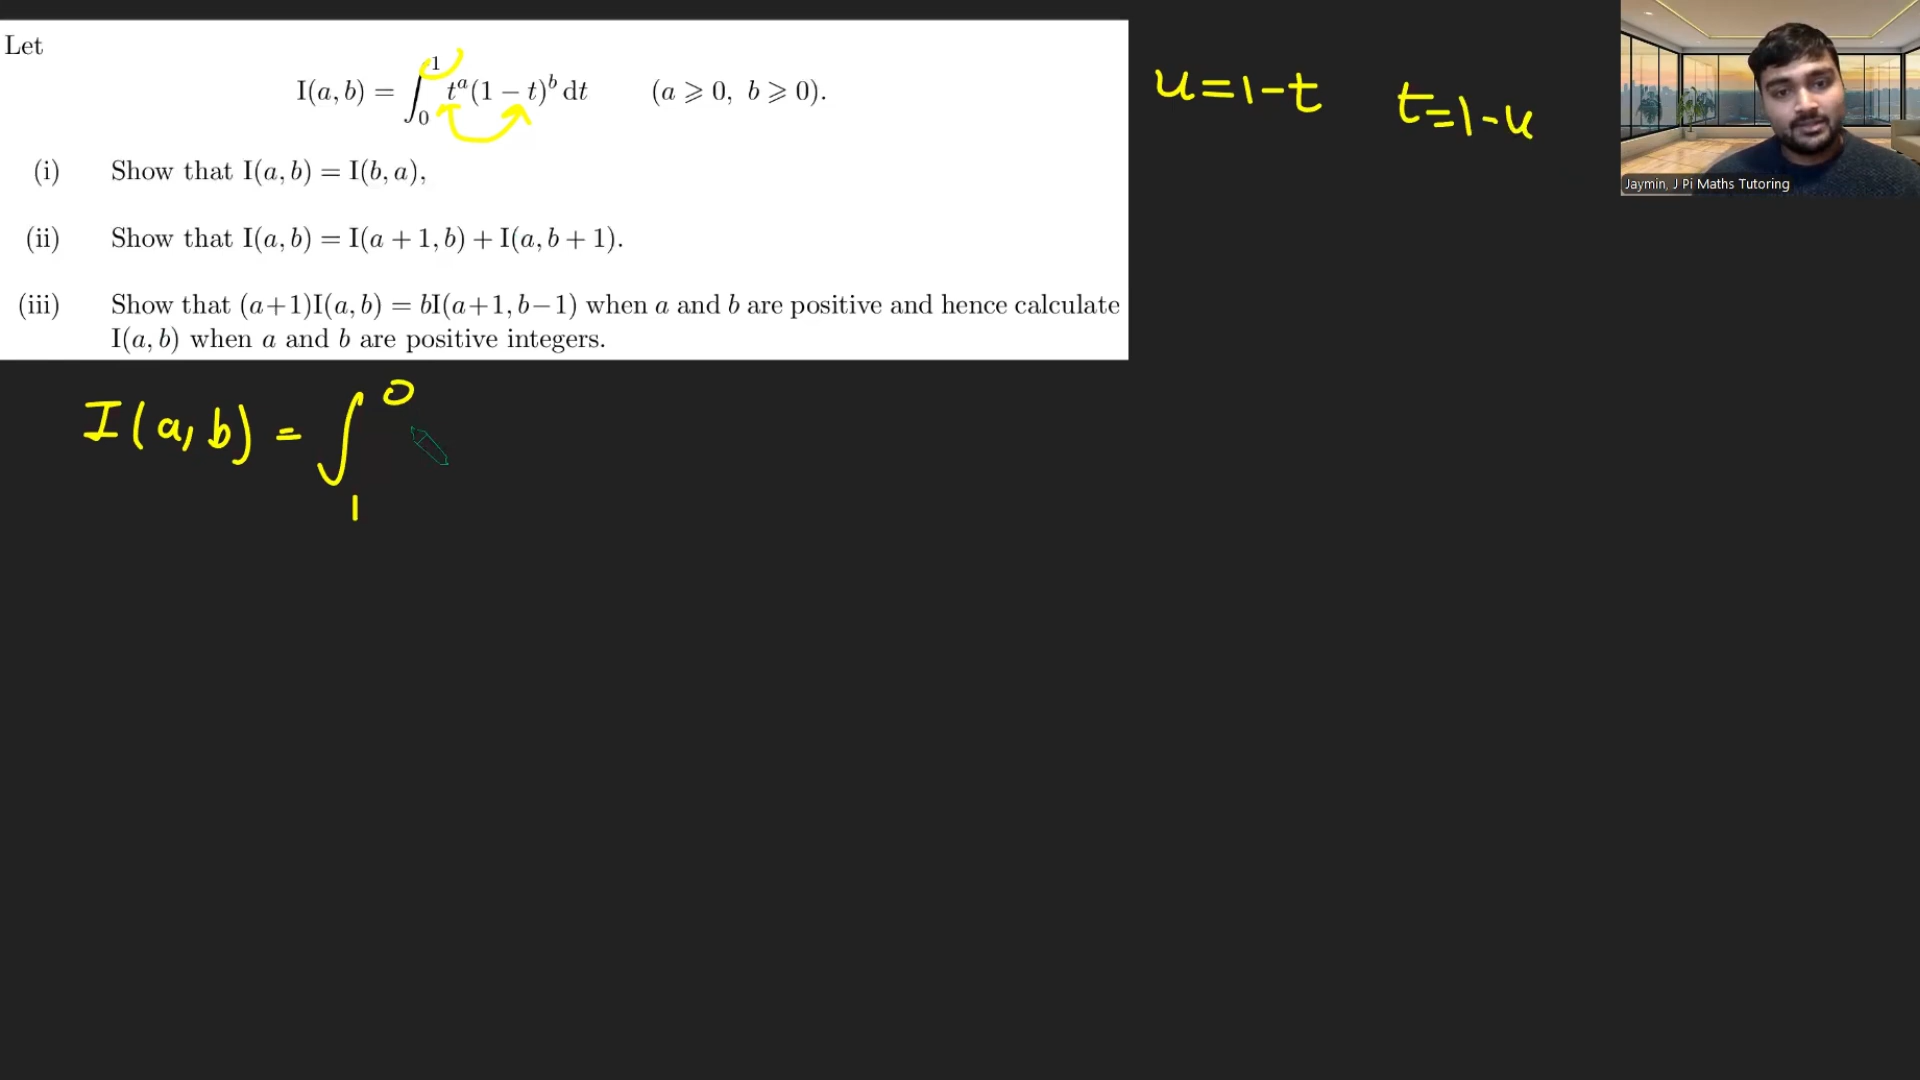 Let
I(a, b) = ∫₀¹ tᵃ(1 − t)ᵇ dt (a ⩾ 0, b ⩾ 0).
u=1-t t=1-u
Jaymin, J Pi Maths Tutoring
(i) Show that I(a, b) = I(b, a),
(ii) Show that I(a, b) = I(a + 1, b) + I(a, b + 1).
(iii) Show that (a+1)I(a, b) = bI(a+1, b−1) when a and b are positive and hence calculate
I(a, b) when a and b are positive integers.
I(a, b) = ∫₁⁰